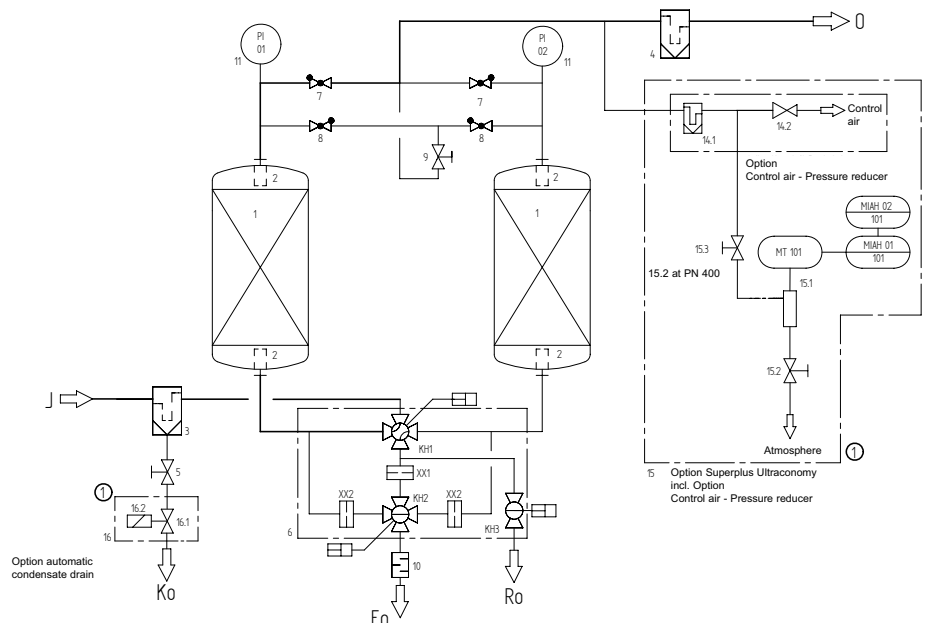 PI
01
11
PI
02
11
4
O
7
7
8
8
9
14.1
14.2
Control
air
Option
Control air - Pressure reducer
2
1
2
1
MIAH 02
101
MIAH 01
101
MT 101
15.3
15.2 at PN 400
15.1
15.2
2
2
Atmosphere
1
15 Option Superplus Ultraconomy
incl. Option
Control air - Pressure reducer
J
3
KH1
5
XX1
1
16.2
16.1
16
XX2
KH2
XX2
KH3
6
10
Option automatic
condensate drain
Ko
Ro